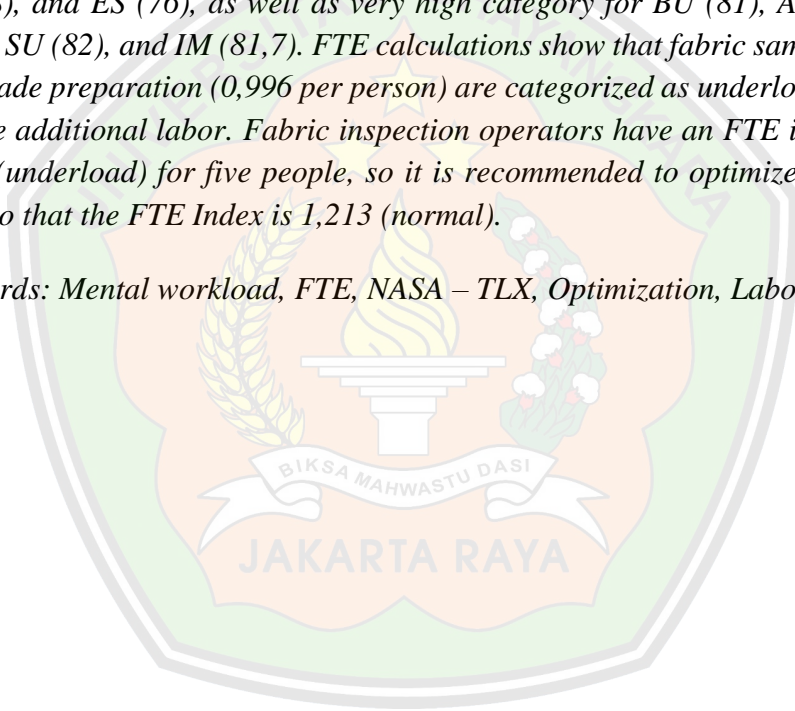 and ES (76), as well as very high category for BU (81), A
SU (82), and IM (81,7). FTE calculations show that fabric sam
ade preparation (0,996 per person) are categorized as underlo
e additional labor. Fabric inspection operators have an FTE i
(underload) for five people, so it is recommended to optimize
o that the FTE Index is 1,213 (normal).
rds: Mental workload, FTE, NASA – TLX, Optimization, Labo
BIKSA MAHWASTU DASI
JAKARTA RAYA